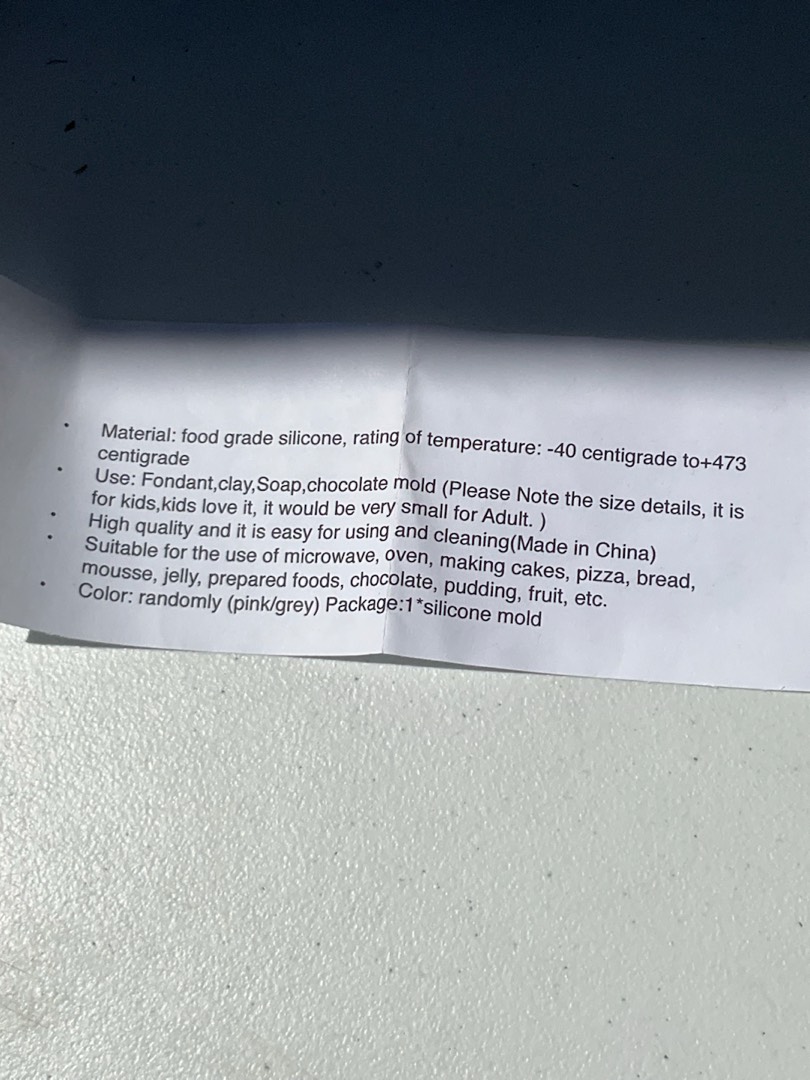 • Material: food grade silicone, rating of temperature: -40 centigrade to+473
centigrade
• Use: Fondant,clay,Soap,chocolate mold (Please Note the size details, it is
for kids,kids love it, it would be very small for Adult. )
• High quality and it is easy for using and cleaning(Made in China)
• Suitable for the use of microwave, oven, making cakes, pizza, bread,
mousse, jelly, prepared foods, chocolate, pudding, fruit, etc.
• Color: randomly (pink/grey) Package:1*silicone mold